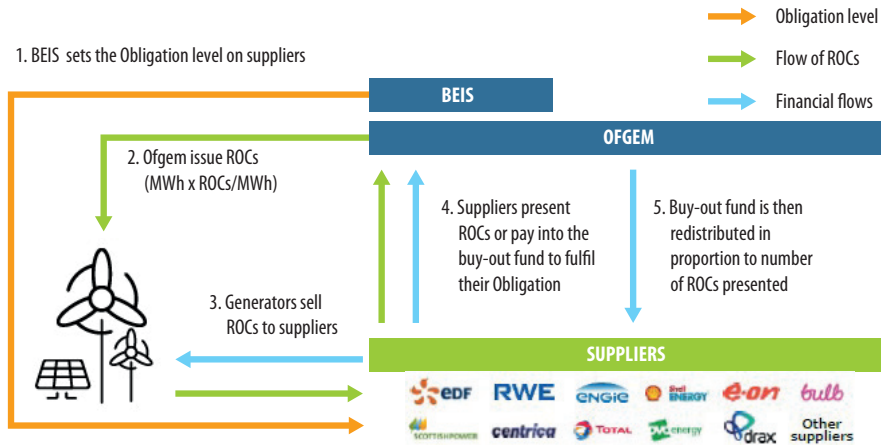 1. BEIS sets the Obligation level on suppliers
Obligation level
Flow of ROCs
Financial flows
BEIS
OFGEM
2. Ofgem issue ROCs
(MWh x ROCs/MWh)
4. Suppliers present
ROCs or pay into the
buy-out fund to fulfil
their Obligation
5. Buy-out fund is then
redistributed in
proportion to number
of ROCs presented
3. Generators sell
ROCs to suppliers
SUPPLIERS
eDF
RWE
ENGIE
Shell ENERGY
e·on
bulb
SCOTTISHPOWER
centrica
TOTAL
energy
drax
Other
suppliers